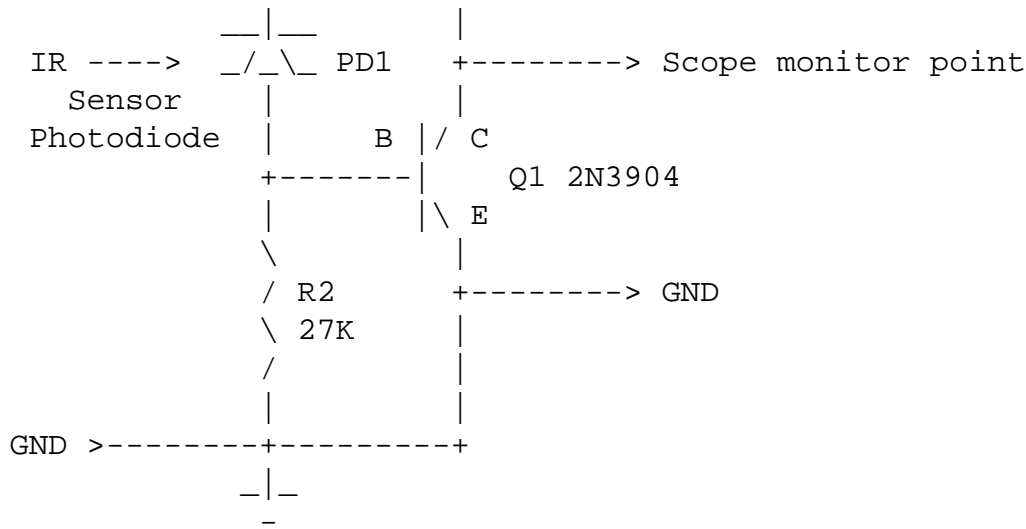 IR ----> _/_\_ PD1 +--------> Scope monitor point
Sensor
Photodiode | B |/ C
+-------| Q1 2N3904
| |\ E
/ R2 +--------> GND
\ 27K |
GND >--------+---------+